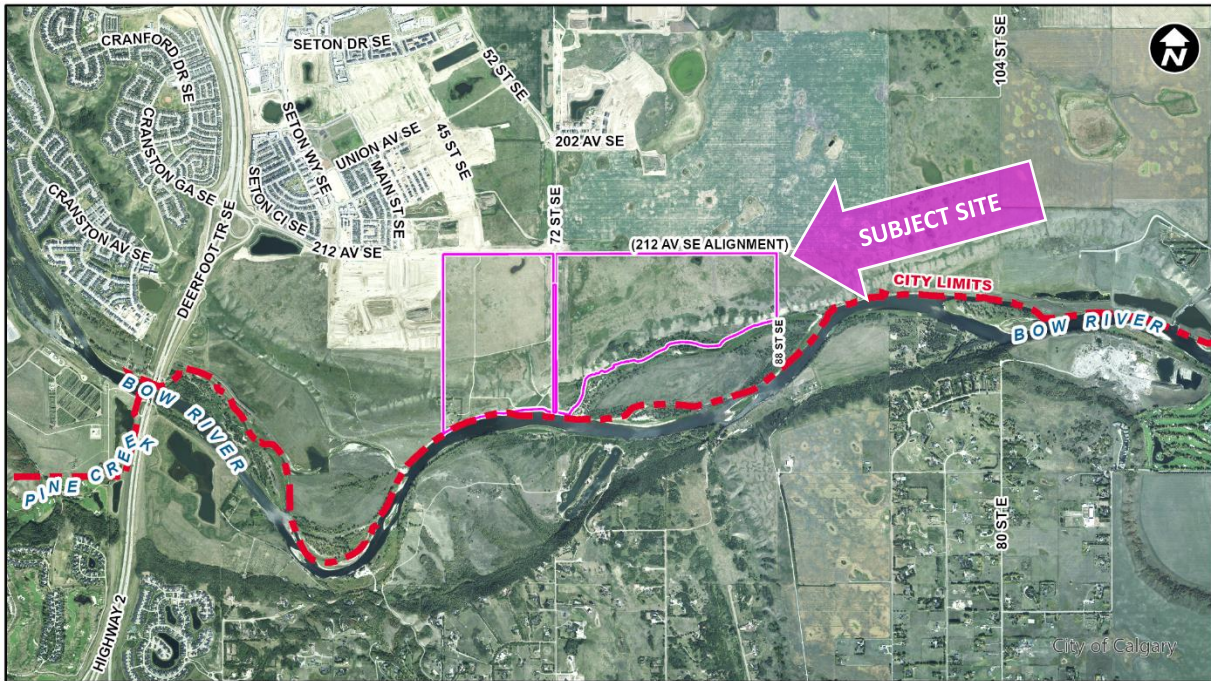 CRANFORD DR SE
SETON DR SE
52 ST SE
104 ST SE
N
CRANSTON GA SE
SETON WY SE
UNION AV SE
45 ST SE
MAIN ST SE
202 AV SE
CRANSTON AV SE
SETON CI SE
212 AV SE
DEERFOOT TR SE
72 ST SE
(212 AV SE ALIGNMENT)
SUBJECT SITE
CITY LIMITS
BOW RIVER
88 ST SE
BOW RIVER
PINE CREEK
80 ST E
HIGHWAY 2
City of Calgary